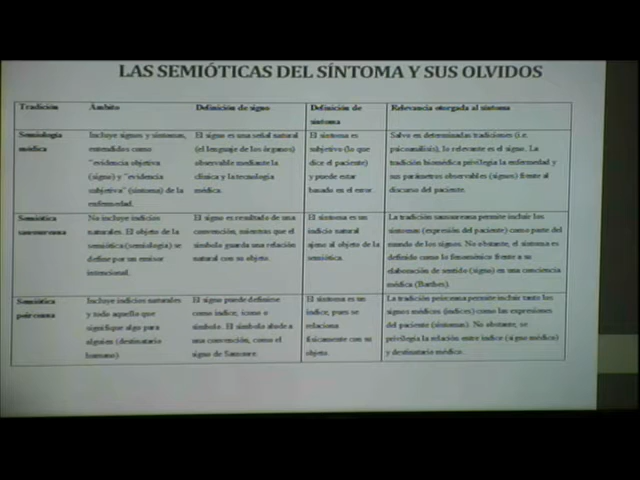 LAS SEMIÓTICAS DEL SÍNTOMA Y SUS OLVIDOS
Tradición
Ámbito
Definición de signo
Definición de
síntoma
Relevancia otorgada al síntoma
Semiología
médica
Incluye signos y síntomas,
entendidos como
"evidencia objetiva
(signo) y "evidencia
subjetiva" (síntoma) de la
enfermedad.
El signo es una señal natural
(el lenguaje de los órganos)
observable mediante la
clínica y la tecnología
médica.
El síntoma es
subjetivo (lo que
dice el paciente)
y puede estar
basado en el error.
Salvo en determinadas tradiciones (i.e.
psicoanálisis), lo relevante es el signo. La
tradición biomédica privilegia la enfermedad y
sus parámetros observables (signos) frente al
discurso del paciente.
Semiótica
saussureana
No incluye indicios
naturales. El objeto de la
semiótica (semiología) se
define por un emisor
intencional.
El signo es resultado de una
convención, mientras que el
símbolo guarda una relación
natural con su objeto.
El síntoma es un
indicio natural
ajeno al objeto de la
semiótica.
La tradición saussureana permite incluir los
síntomas (expresión del paciente) como parte del
mundo de los signos. No obstante, el síntoma es
definido como lo fenoménico frente a su
elaboración de sentido (signo) en una conciencia
médica (Barthes).
Semiótica
peirceana
Incluye indicios naturales
y todo aquello que
signifique algo para
alguien (destinatario
humano)
El signo puede definirse
como índice, icono o
símbolo. El símbolo alude a
una convención, como el
signo de Saussure.
El síntoma es un
índice, pues se
relaciona
físicamente con su
objeto.
La tradición peirceana permite incluir tanto los
signos médicos (índices) como las expresiones
del paciente (síntomas). No obstante, se
privilegia la relación entre índice (signo médico)
y destinatario médico.